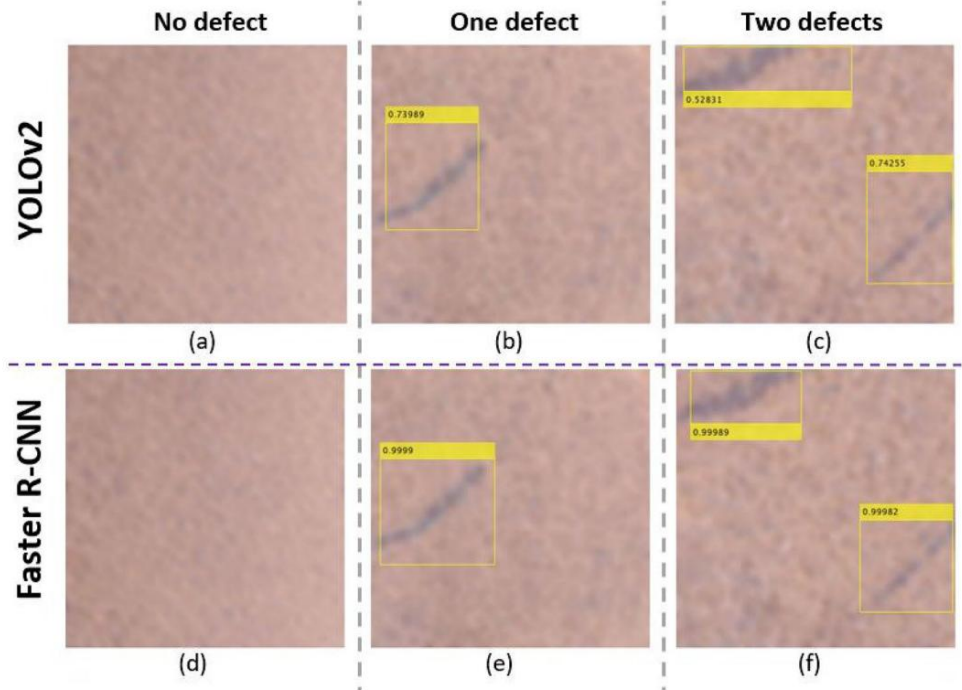 No defect
One defect
Two defects
YOLOv2
0.73989
0.52831
0.74255
(a)
(b)
(c)
Faster R-CNN
0.9999
0.99989
0.99982
(d)
(e)
(f)